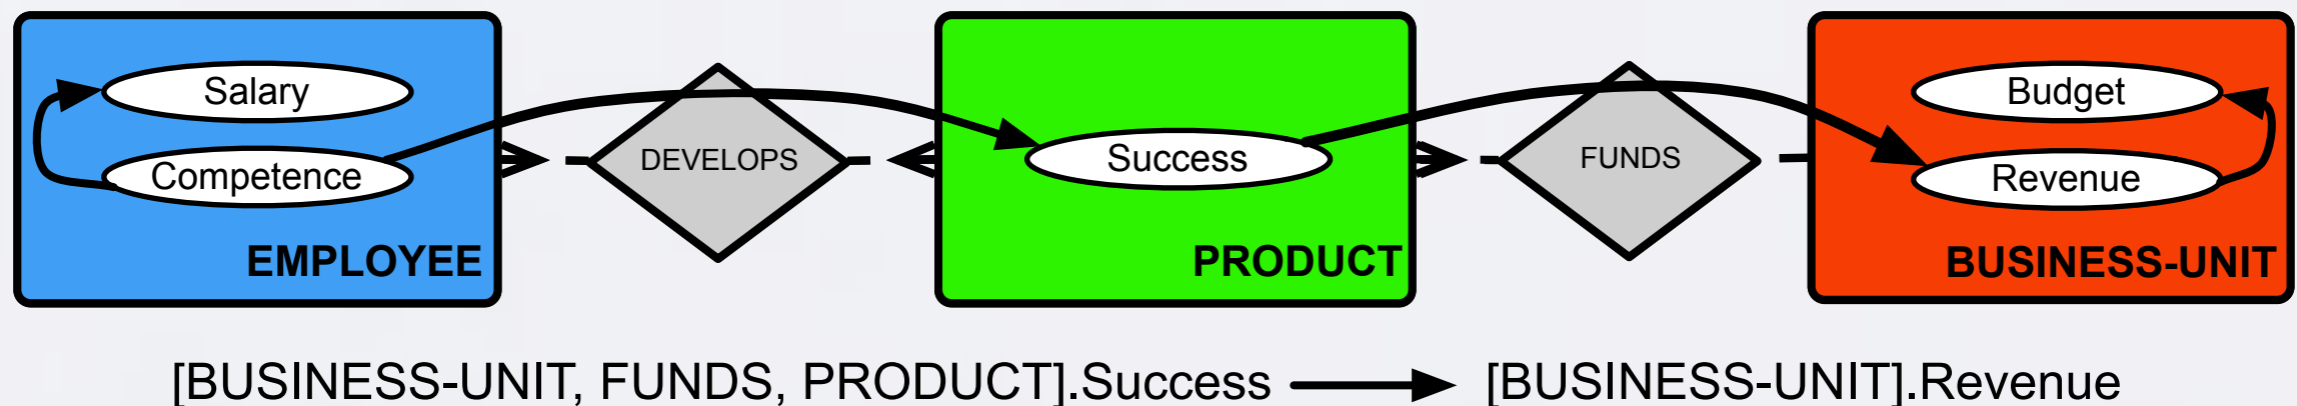 Salary
Competence
EMPLOYEE
DEVELOPS
Success
PRODUCT
FUNDS
Budget
Revenue
BUSINESS-UNIT
[BUSINESS-UNIT, FUNDS, PRODUCT].Success [BUSINESS-UNIT].Revenue